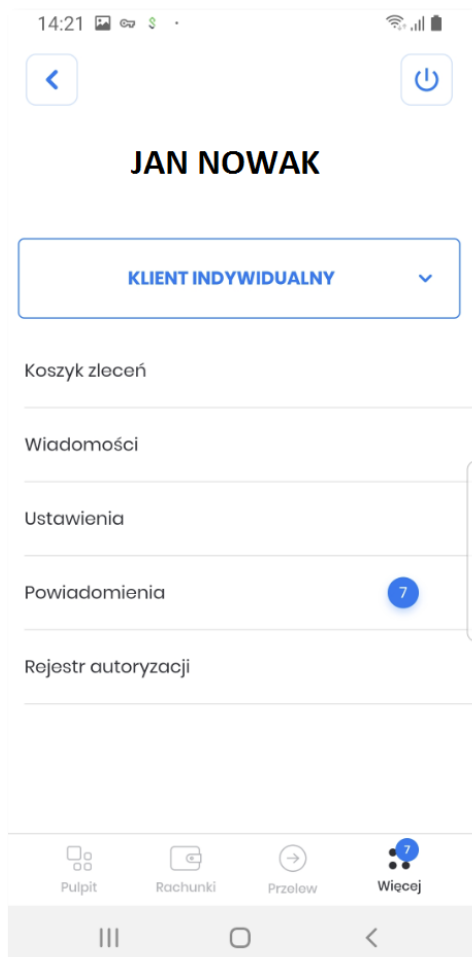 14:21
JAN NOWAK
KLIENT INDYWIDUALNY
Koszyk zleceń
Wiadomości
Ustawienia
Powiadomienia 7
Rejestr autoryzacji
7
Pulpit Rachunki Przelew Więcej